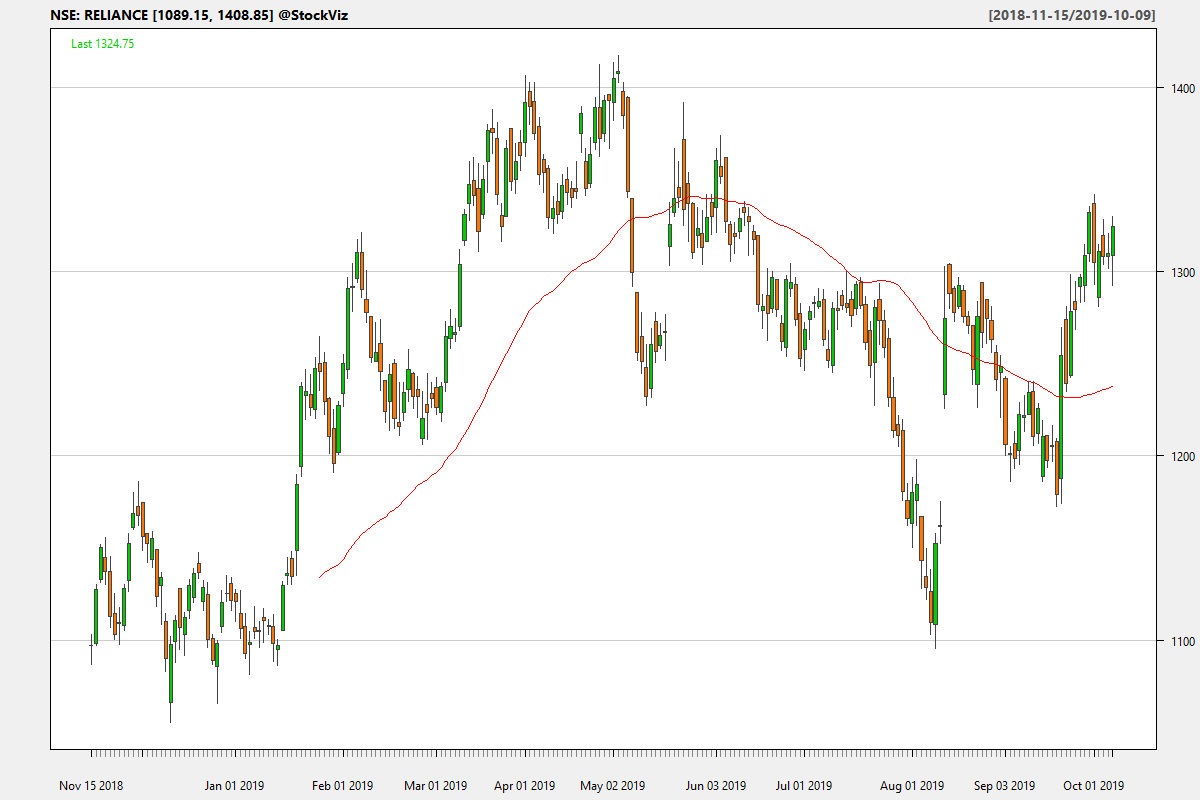 NSE: RELIANCE [1089.15, 1408.85] @StockViz
[2018-11-15/2019-10-09]
Last 1324.75
1400
1300
1200
1100
Nov 15 2018 Jan 01 2019 Feb 01 2019 Mar 01 2019 Apr 01 2019 May 02 2019 Jun 03 2019 Jul 01 2019 Aug 01 2019 Sep 03 2019 Oct 01 2019